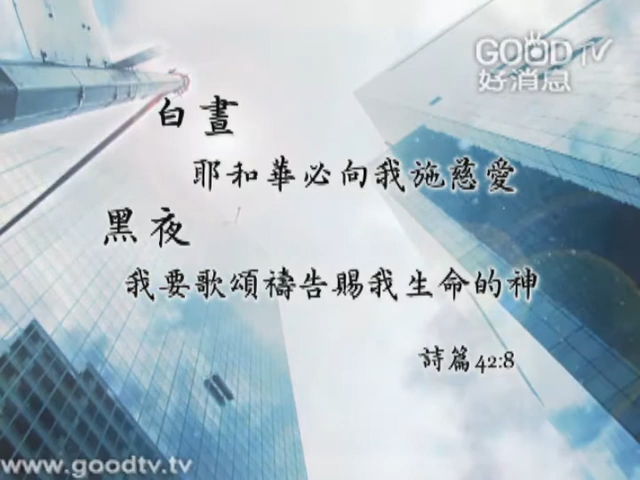 GOOD TV
好消息
白晝
耶和華必向我施慈愛
黑夜
我要歌頌禱告賜我生命的神
詩篇 42:8
www.goodtv.tv